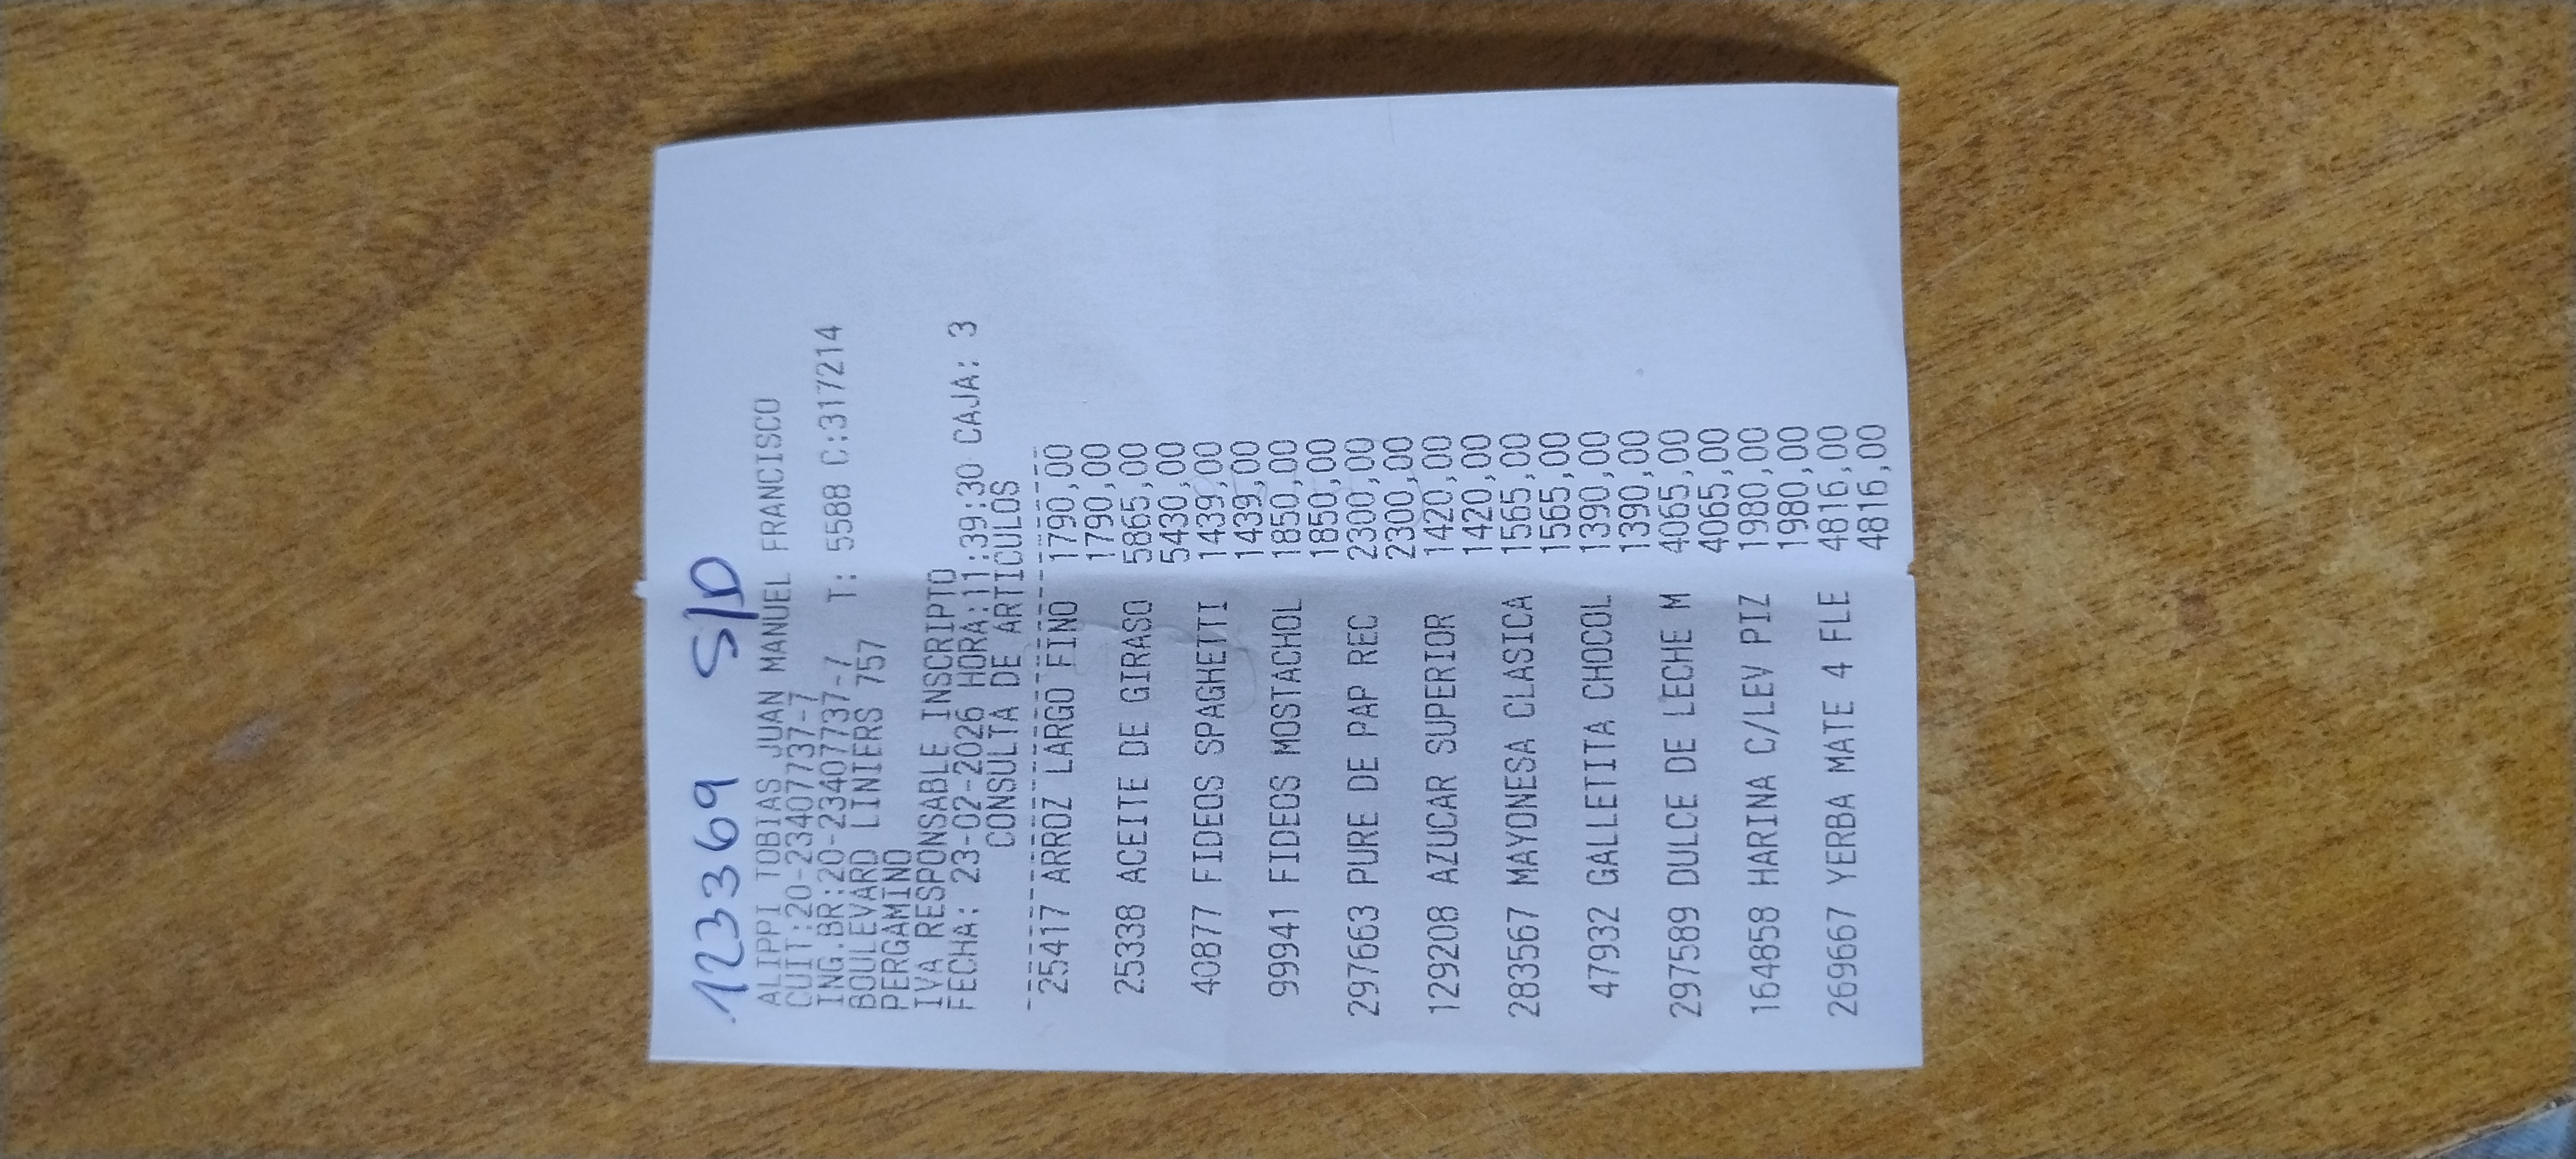 123369 S/D
ALIPPI TOBIAS JUAN MANUEL FRANCISCO
CUIT:20-23407737-7
ING.BR:20-23407737-7 T: 5588 C:317214
BOULEVARD LINIERS 757
PERGAMINO
IVA RESPONSABLE INSCRIPTO
FECHA: 23-02-2026 HORA:11:39:30 CAJA: 3
CONSULTA DE ARTICULOS
25417 ARROZ LARGO FINO 1790,00
1790,00
25338 ACEITE DE GIRASO 5865,00
5430,00
40877 FIDEOS SPAGHETTI 1439,00
1439,00
99941 FIDEOS MOSTACHOL 1850,00
1850,00
297663 PURE DE PAP REC 2300,00
2300,00
129208 AZUCAR SUPERIOR 1420,00
1420,00
283567 MAYONESA CLASICA 1565,00
1565,00
47932 GALLETITA CHOCOL 1390,00
1390,00
297589 DULCE DE LECHE M 4065,00
4065,00
164858 HARINA C/LEV PIZ 1980,00
1980,00
269667 YERBA MATE 4 FLE 4816,00
4816,00